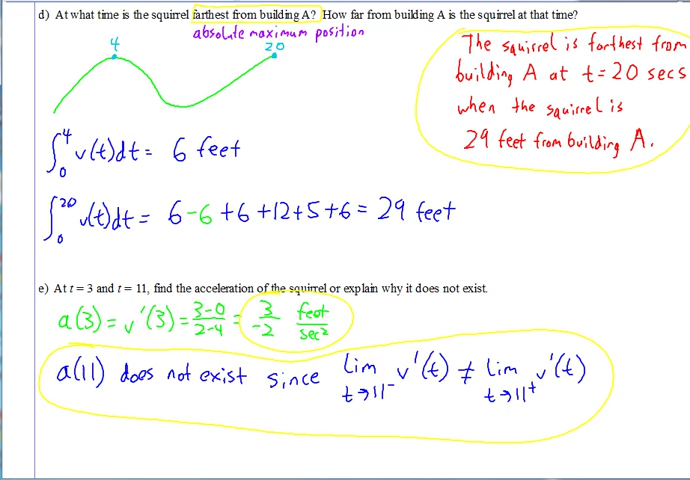 d) At what time is the squirrel farthest from building A? How far from building A is the squirrel at that time?
absolute maximum position
4
20
The squirrel is farthest from
building A at t = 20 secs
when the squirrel is
29 feet from building A.
∫₀⁴ v(t)dt = 6 feet
∫₀²⁰ v(t)dt = 6 - 6 + 6 + 12 + 5 + 6 = 29 feet
e) At t = 3 and t = 11, find the acceleration of the squirrel or explain why it does not exist.
a(3) = v'(3) = (3-0)/(2-4) = 3/-2 feet/sec²
a(11) does not exist since lim t→11⁻ v'(t) ≠ lim t→11⁺ v'(t)